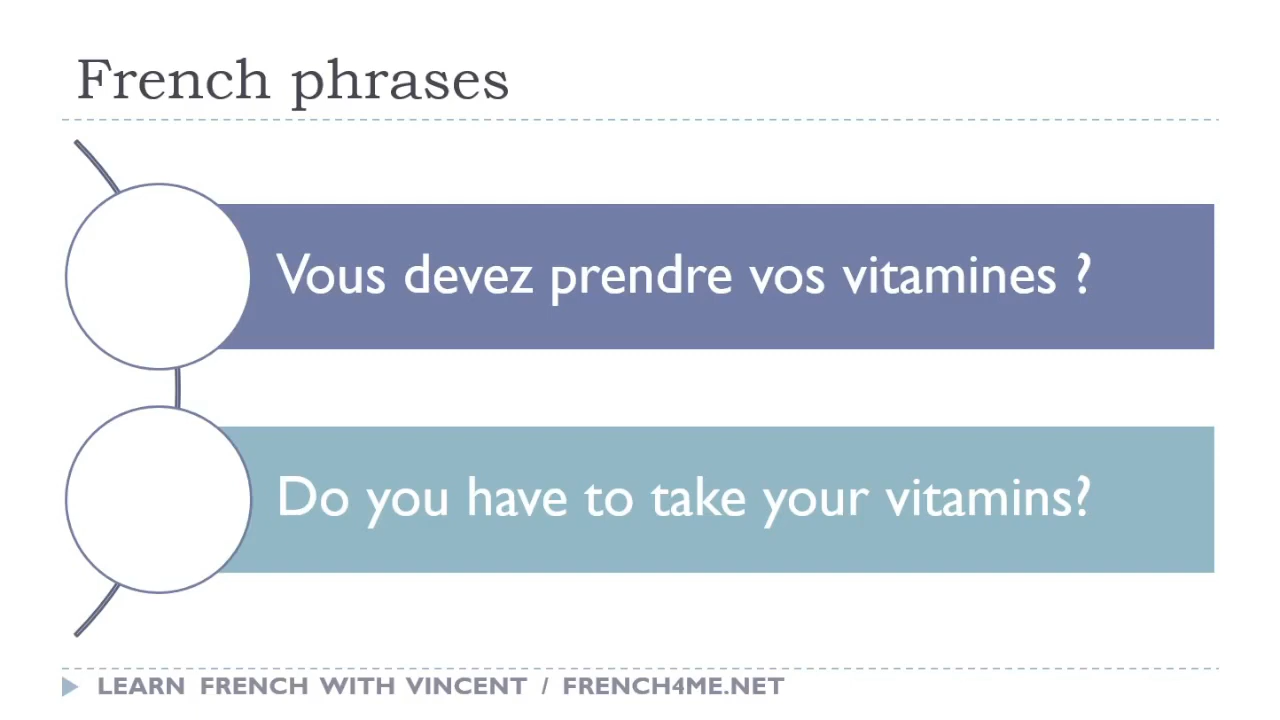 French phrases
Vous devez prendre vos vitamines ?
Do you have to take your vitamins?
LEARN FRENCH WITH VINCENT / FRENCH4ME.NET